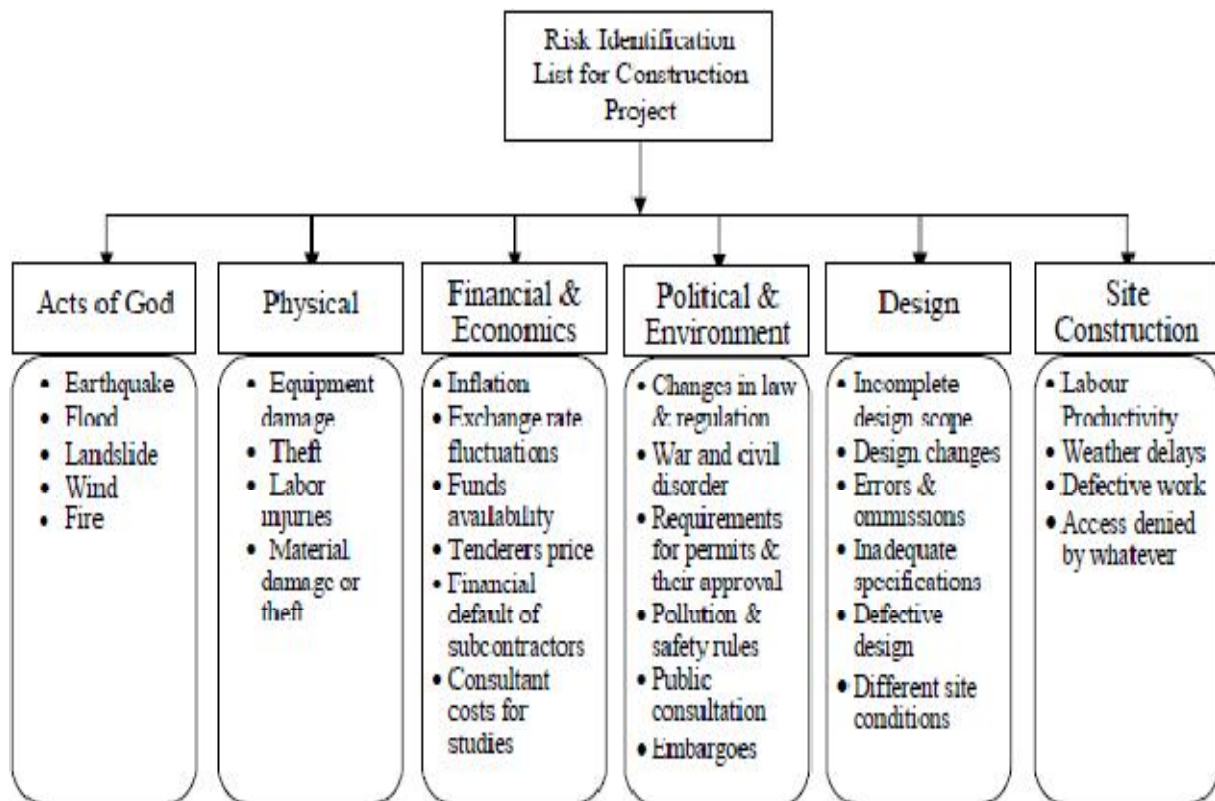 Risk Identification
List for Construction
Project
Acts of God
Physical
Financial &
Economics
Political &
Environment
Design
Site
Construction
• Earthquake
• Flood
• Landslide
• Wind
• Fire
• Equipment
damage
• Theft
• Labor
injuries
• Material
damage or
theft
• Inflation
• Exchange rate
fluctuations
• Funds
availability
• Tenderers price
• Financial
default of
subcontractors
• Consultant
costs for
studies
• Changes in law
& regulation
• War and civil
disorder
• Requirements
for permits &
their approval
• Pollution &
safety rules
• Public
consultation
• Embargoes
• Incomplete
design scope
• Design changes
• Errors &
ommissions
• Inadequate
specifications
• Defective
design
• Different site
conditions
• Labour
Productivity
• Weather delays
• Defective work
• Access denied
by whatever